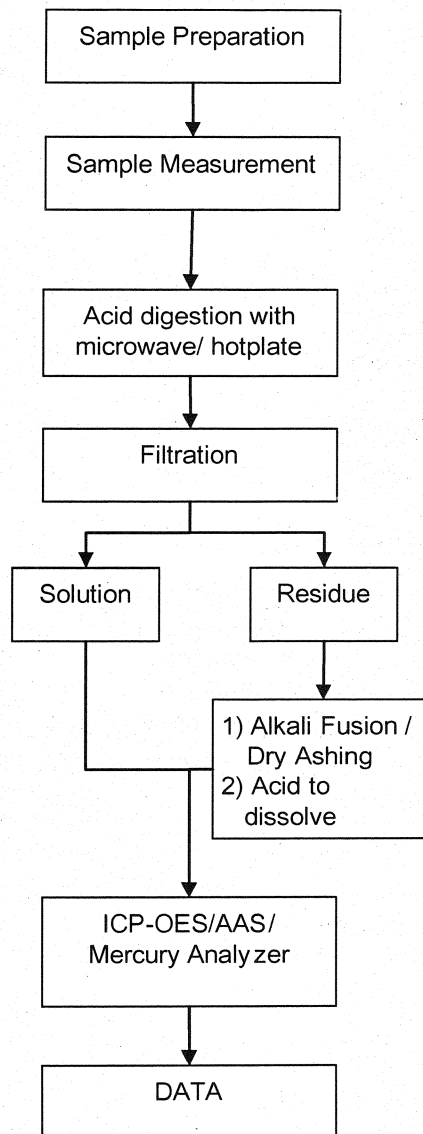 Sample Preparation
Sample Measurement
Acid digestion with
microwave/ hotplate
Filtration
Solution
Residue
1) Alkali Fusion /
Dry Ashing
2) Acid to
dissolve
ICP-OES/AAS/
Mercury Analyzer
DATA